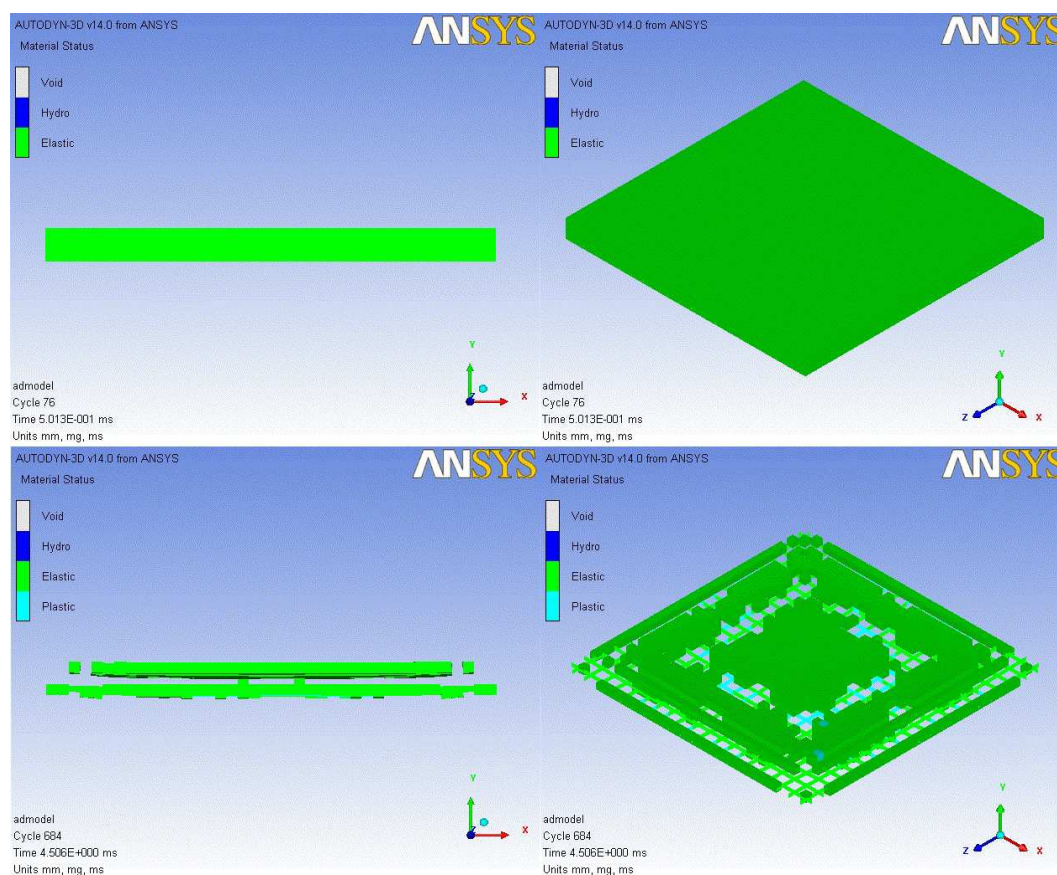 AUTODYN-3D v14.0 from ANSYS
ANSYS
Material Status
Void
Hydro
Elastic
Y
Z
X
admodel
Cycle 76
Time 5.013E-001 ms
Units mm, mg, ms
AUTODYN-3D v14.0 from ANSYS
ANSYS
Material Status
Void
Hydro
Elastic
Y
Z
X
admodel
Cycle 76
Time 5.013E-001 ms
Units mm, mg, ms
AUTODYN-3D v14.0 from ANSYS
ANSYS
Material Status
Void
Hydro
Elastic
Plastic
Y
Z
X
admodel
Cycle 684
Time 4.506E+000 ms
Units mm, mg, ms
AUTODYN-3D v14.0 from ANSYS
ANSYS
Material Status
Void
Hydro
Elastic
Plastic
Y
Z
X
admodel
Cycle 684
Time 4.506E+000 ms
Units mm, mg, ms